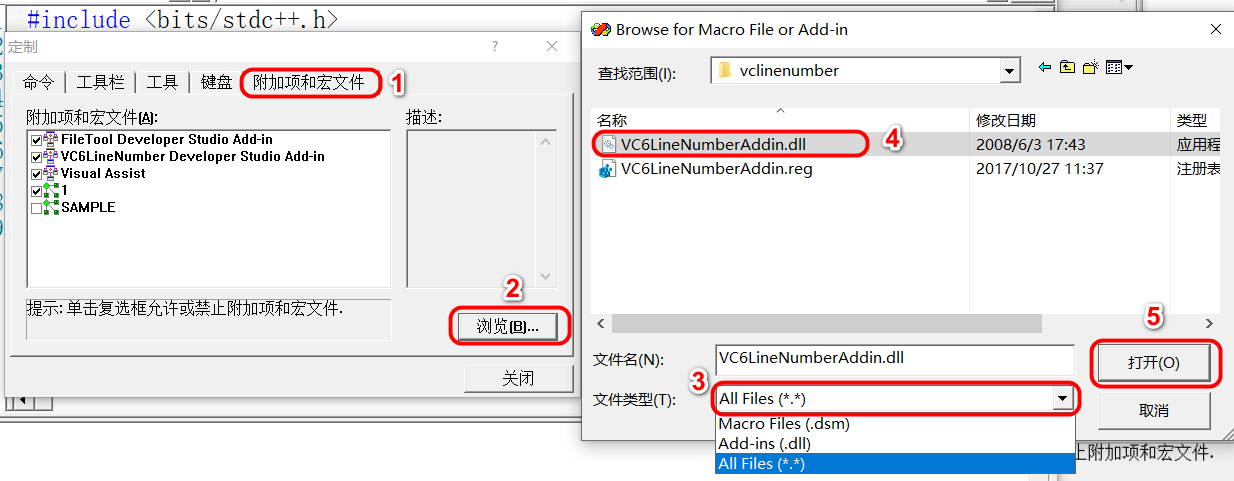 #include <bits/stdc++.h>
定制
?
命令 工具栏 工具 键盘 附加项和宏文件 1
附加项和宏文件(A):
FileTool Developer Studio Add-in
VC6LineNumber Developer Studio Add-in
Visual Assist
1
SAMPLE
描述:
提示: 单击复选框允许或禁止附加项和宏文件.
2
浏览(B)...
关闭
Browse for Macro File or Add-in
查找范围(I): vclinenumber
名称 修改日期 类型
VC6LineNumberAddin.dll 4 2008/6/3 17:43 应用程
VC6LineNumberAddin.reg 2017/10/27 11:37 注册表
5
文件名(N): VC6LineNumberAddin.dll 打开(O)
3
文件类型(T): All Files (*.*) 取消
Macro Files (.dsm)
Add-ins (.dll)
All Files (*.*)
上附加项和宏文件.